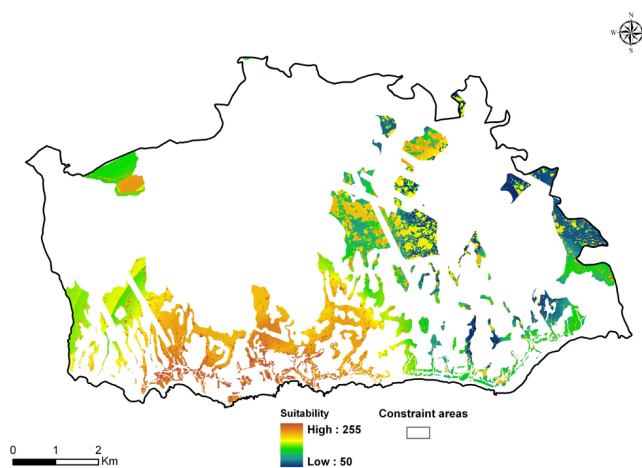 N
W E
S
Suitability
High : 255
Low : 50
Constraint areas
0 1 2
Km